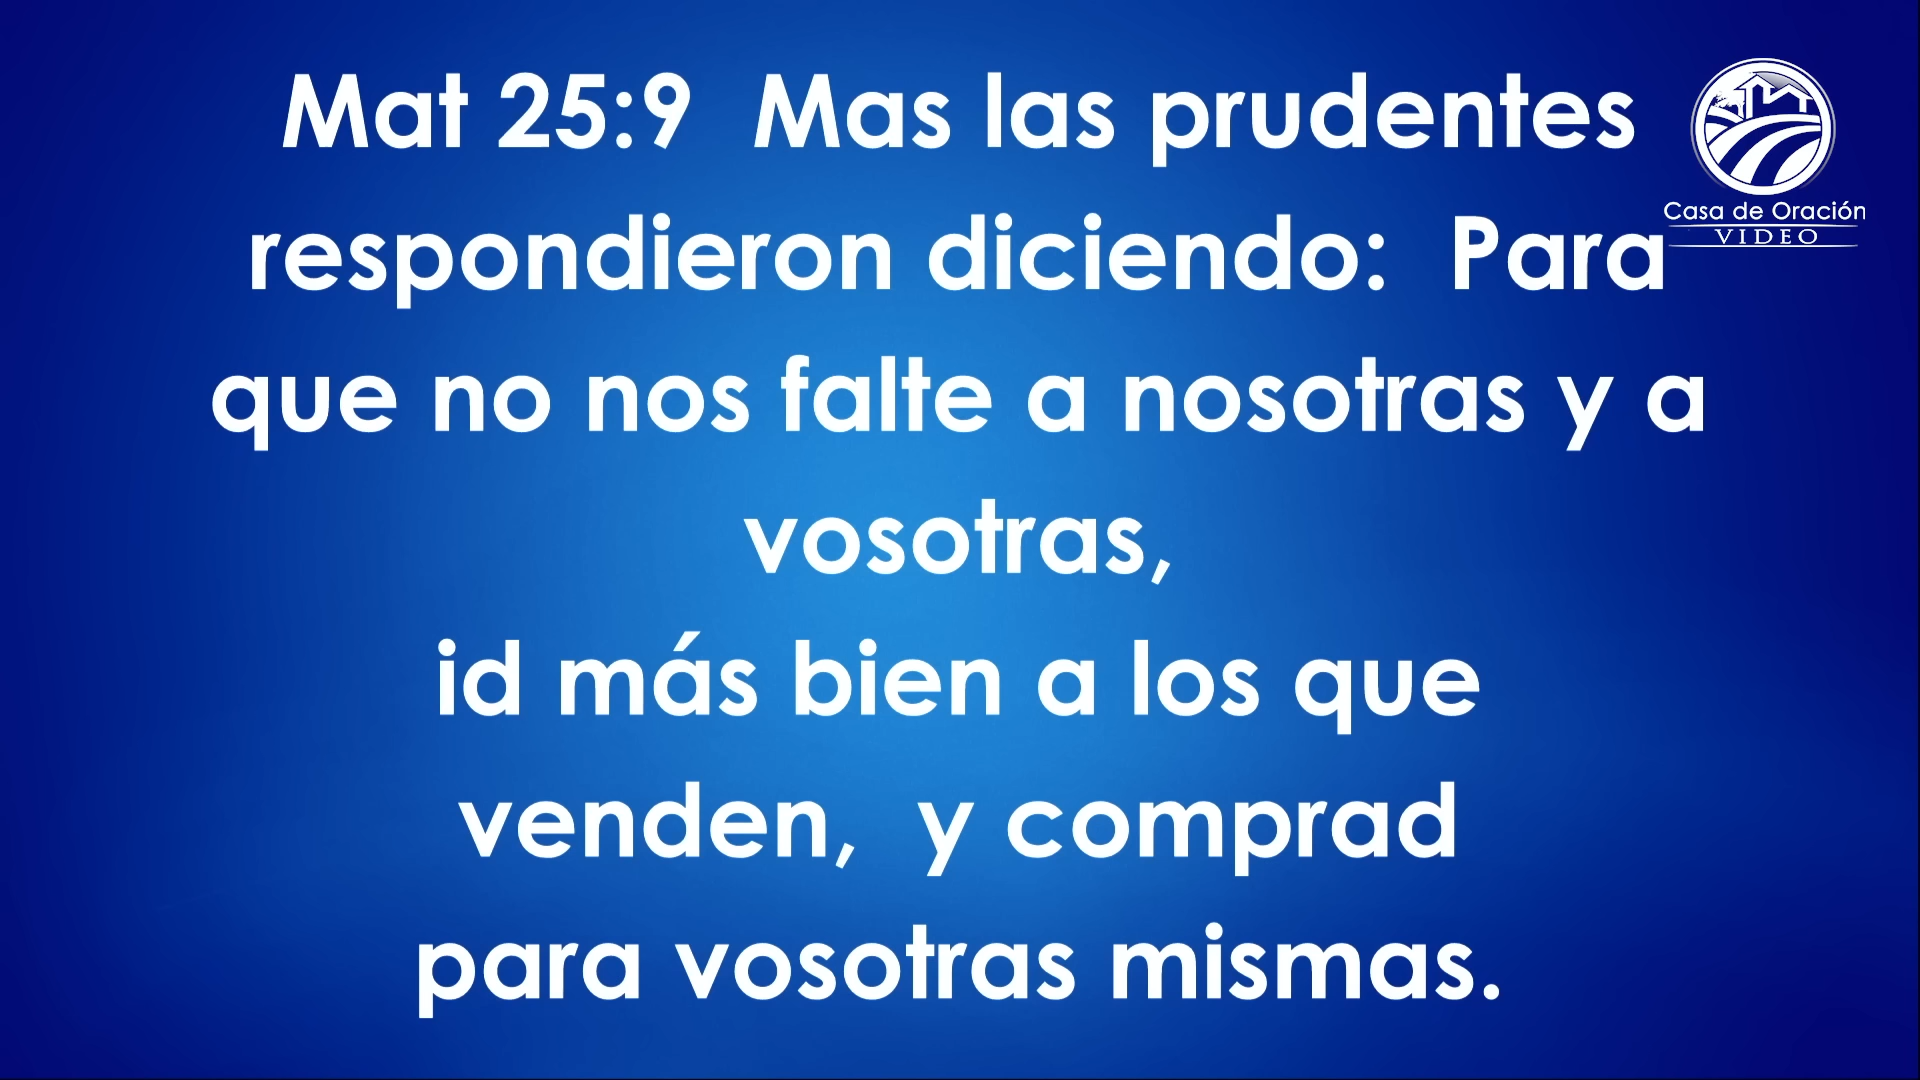 Mat 25:9 Mas las prudentes
respondieron diciendo: Para
que no nos falte a nosotras y a
vosotras,
id más bien a los que
venden, y comprad
para vosotras mismas.
Casa de Oración
VIDEO